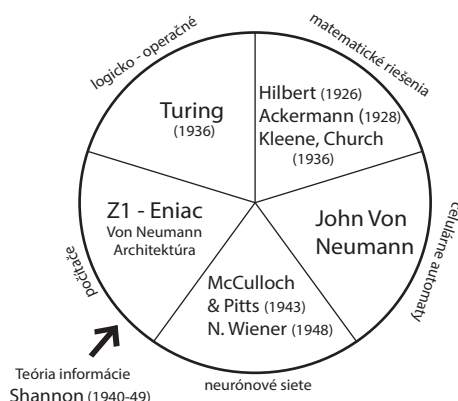 logicko - operačné
matematické riešenia
Turing
(1936)
Hilbert (1926)
Ackermann (1928)
Kleene, Church
(1936)
Z1 - Eniac
Von Neumann
Architektúra
John Von
Neumann
McCulloch
& Pitts (1943)
N. Wiener (1948)
počítače
celulárne automaty
neurónové siete
Teória informácie
Shannon (1940-49)